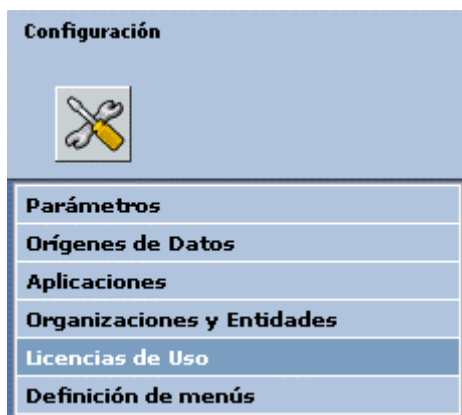 Configuración
Parámetros
Orígenes de Datos
Aplicaciones
Organizaciones y Entidades
Licencias de Uso
Definición de menús